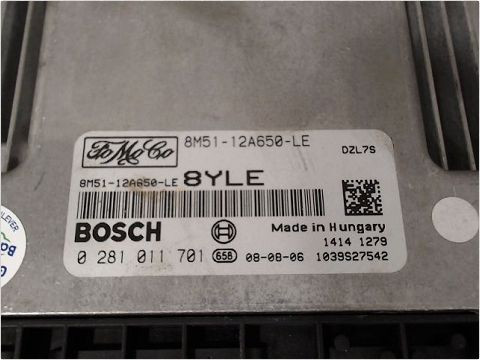 FoMoCo 8M51-12A650-LE DZL7S
8M51-12A650-LE 8YLE
BOSCH Made in Hungary
1414 1279
0 281 011 701 65B 08-08-06 1039S27542